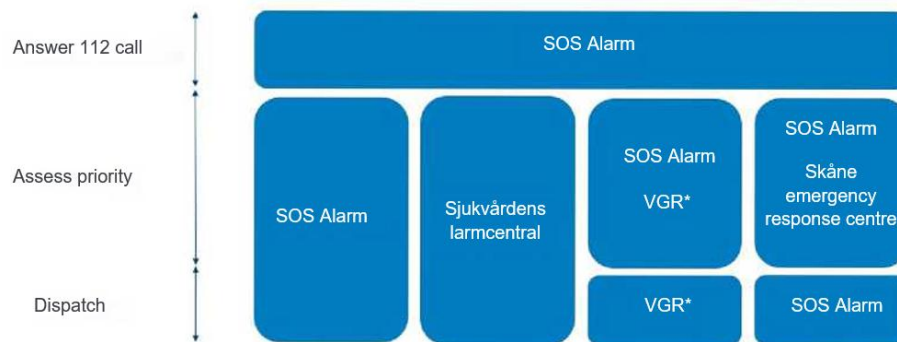 Answer 112 call
SOS Alarm
Assess priority
SOS Alarm
Sjukvårdens
larmcentral
SOS Alarm
VGR*
SOS Alarm
Skåne
emergency
response centre
Dispatch
VGR*
SOS Alarm